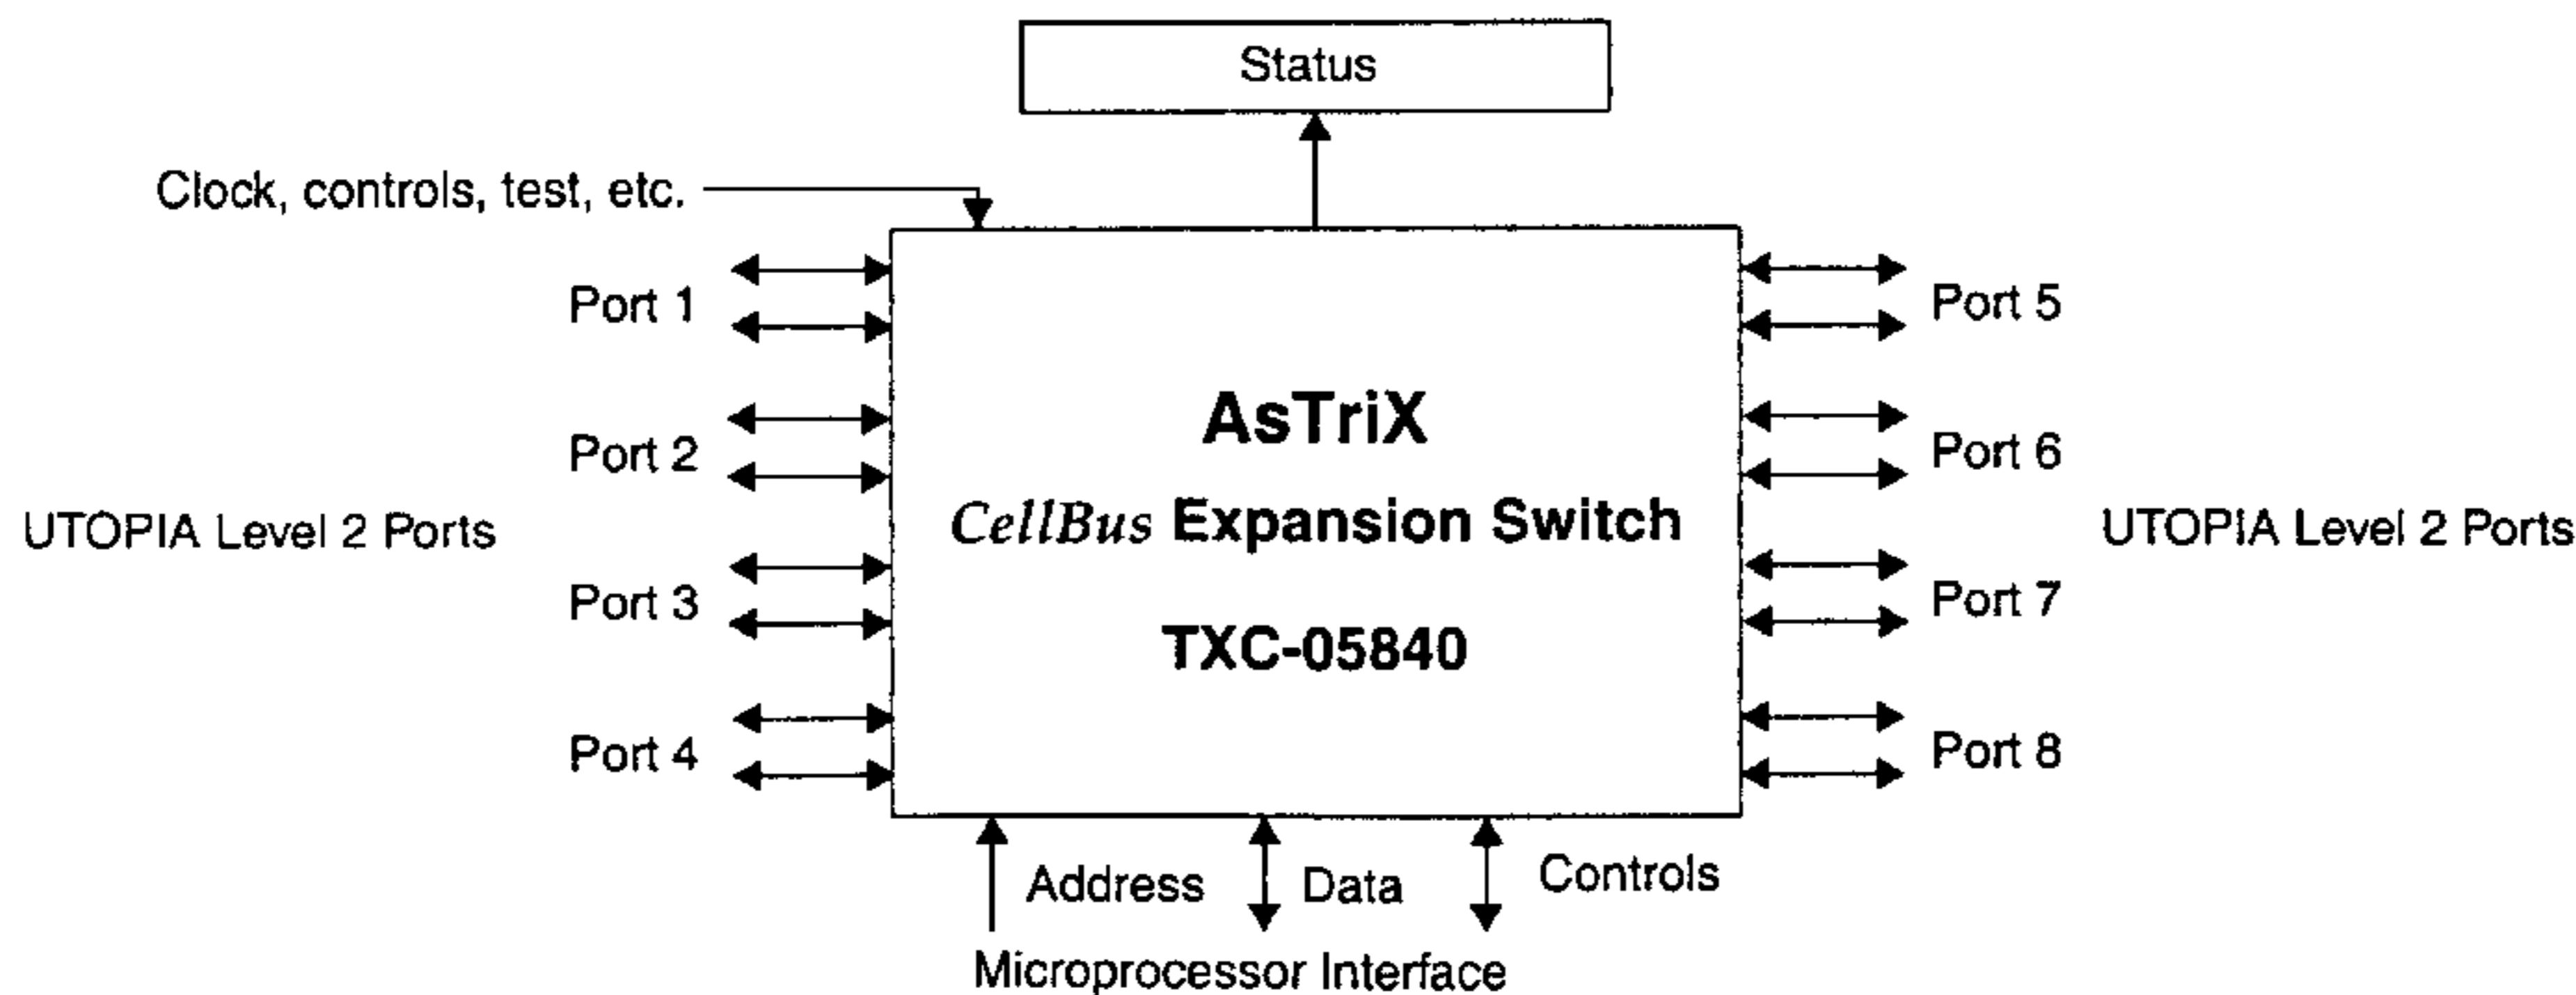 Status
Clock, controls, test, etc.
Port 1
Port 5
AsTriX
Port 2
Port 6
UTOPIA Level 2 Ports
CellBus Expansion Switch
UTOPIA Level 2 Ports
Port 3
Port 7
TXC-05840
Port 4
Port 8
Address
Data
Controls
Microprocessor Interface